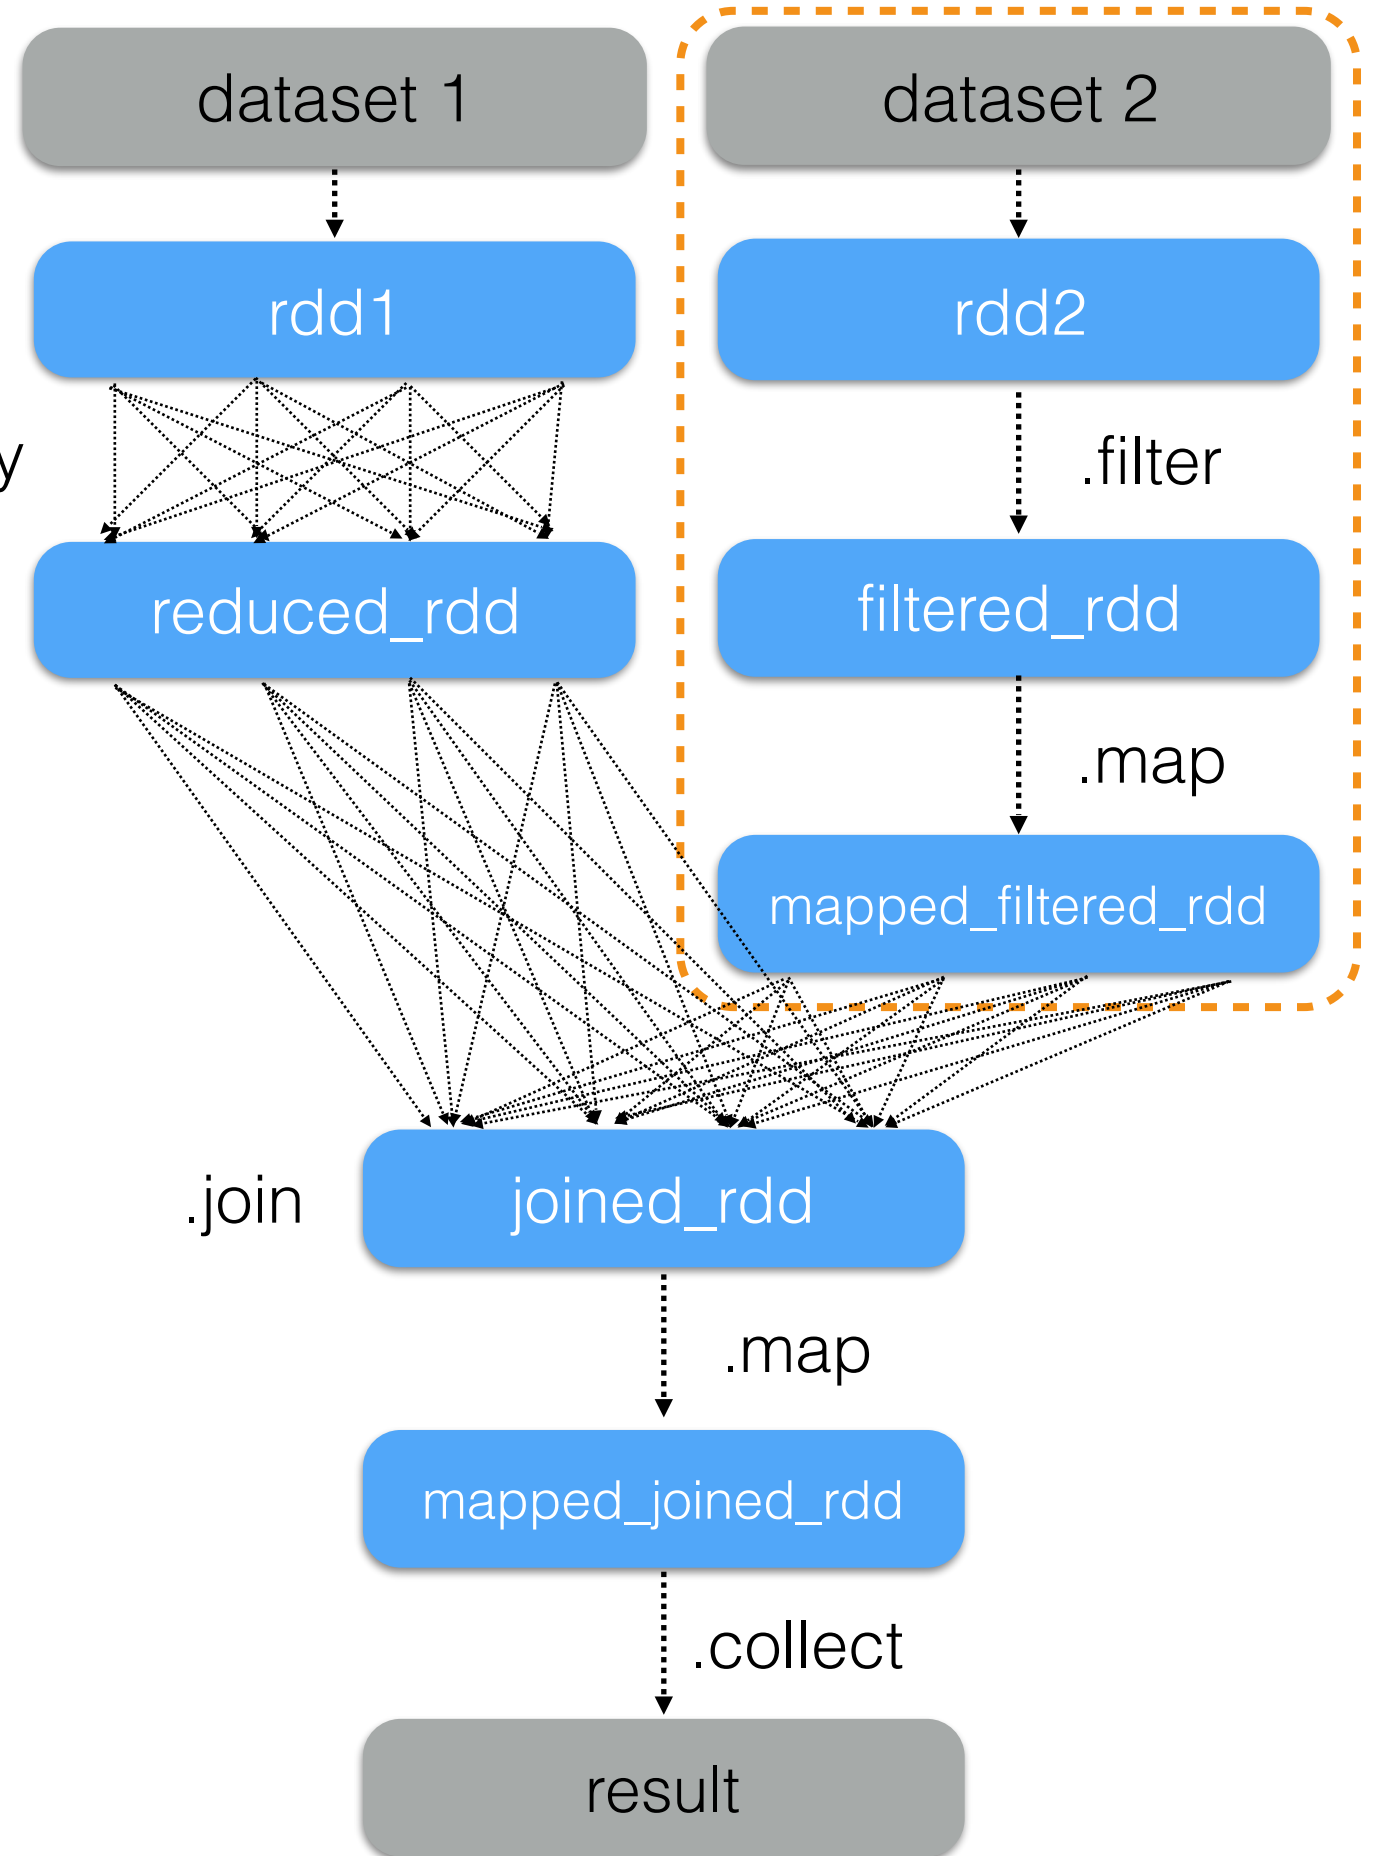 dataset 1
dataset 2
rdd1
rdd2
y
.filter
reduced_rdd
filtered_rdd
.map
mapped_filtered_rdd
.join
joined_rdd
.map
mapped_joined_rdd
.collect
result